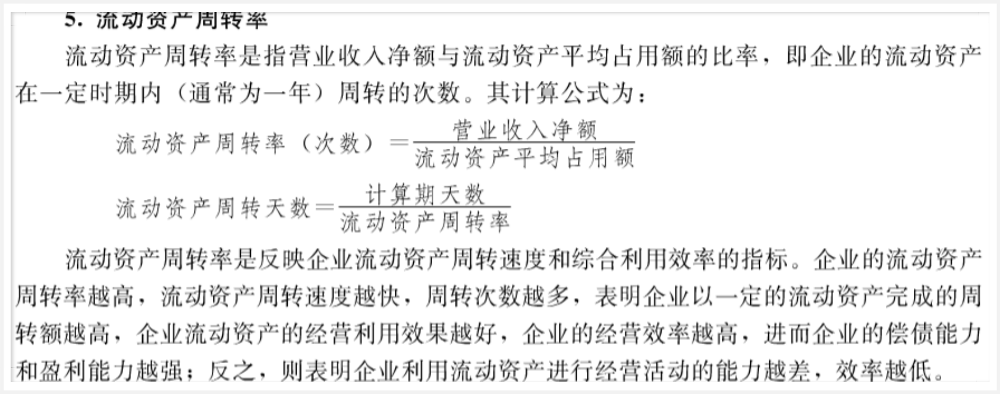 5. 流动资产周转率
流动资产周转率是指营业收入净额与流动资产平均占用额的比率，即企业的流动资产
在一定时期内（通常为一年）周转的次数。其计算公式为：
流动资产周转率（次数）=营业收入净额/流动资产平均占用额
流动资产周转天数=计算期天数/流动资产周转率
流动资产周转率是反映企业流动资产周转速度和综合利用效率的指标。企业的流动资产
周转率越高，流动资产周转速度越快，周转次数越多，表明企业以一定的流动资产完成的周
转额越高，企业流动资产的经营利用效果越好，企业的经营效率越高，进而企业的偿债能力
和盈利能力越强；反之，则表明企业利用流动资产进行经营活动的能力越差，效率越低。